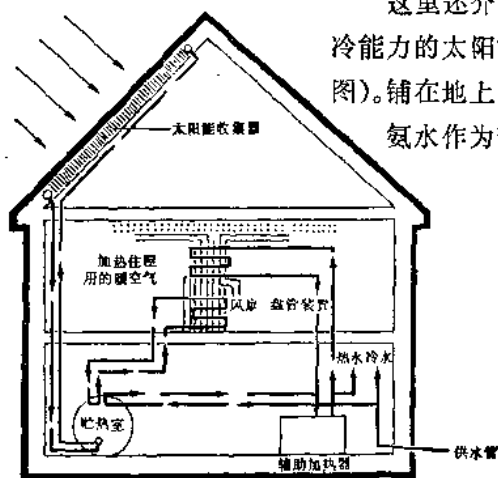 这里还介
冷能力的太阳
图)。铺在地上
氨水作为
太阳能收集器
加热住房
用的暖空气
风扇 盘管装置
热水冷水
贮热室
辅助加热器
供水管